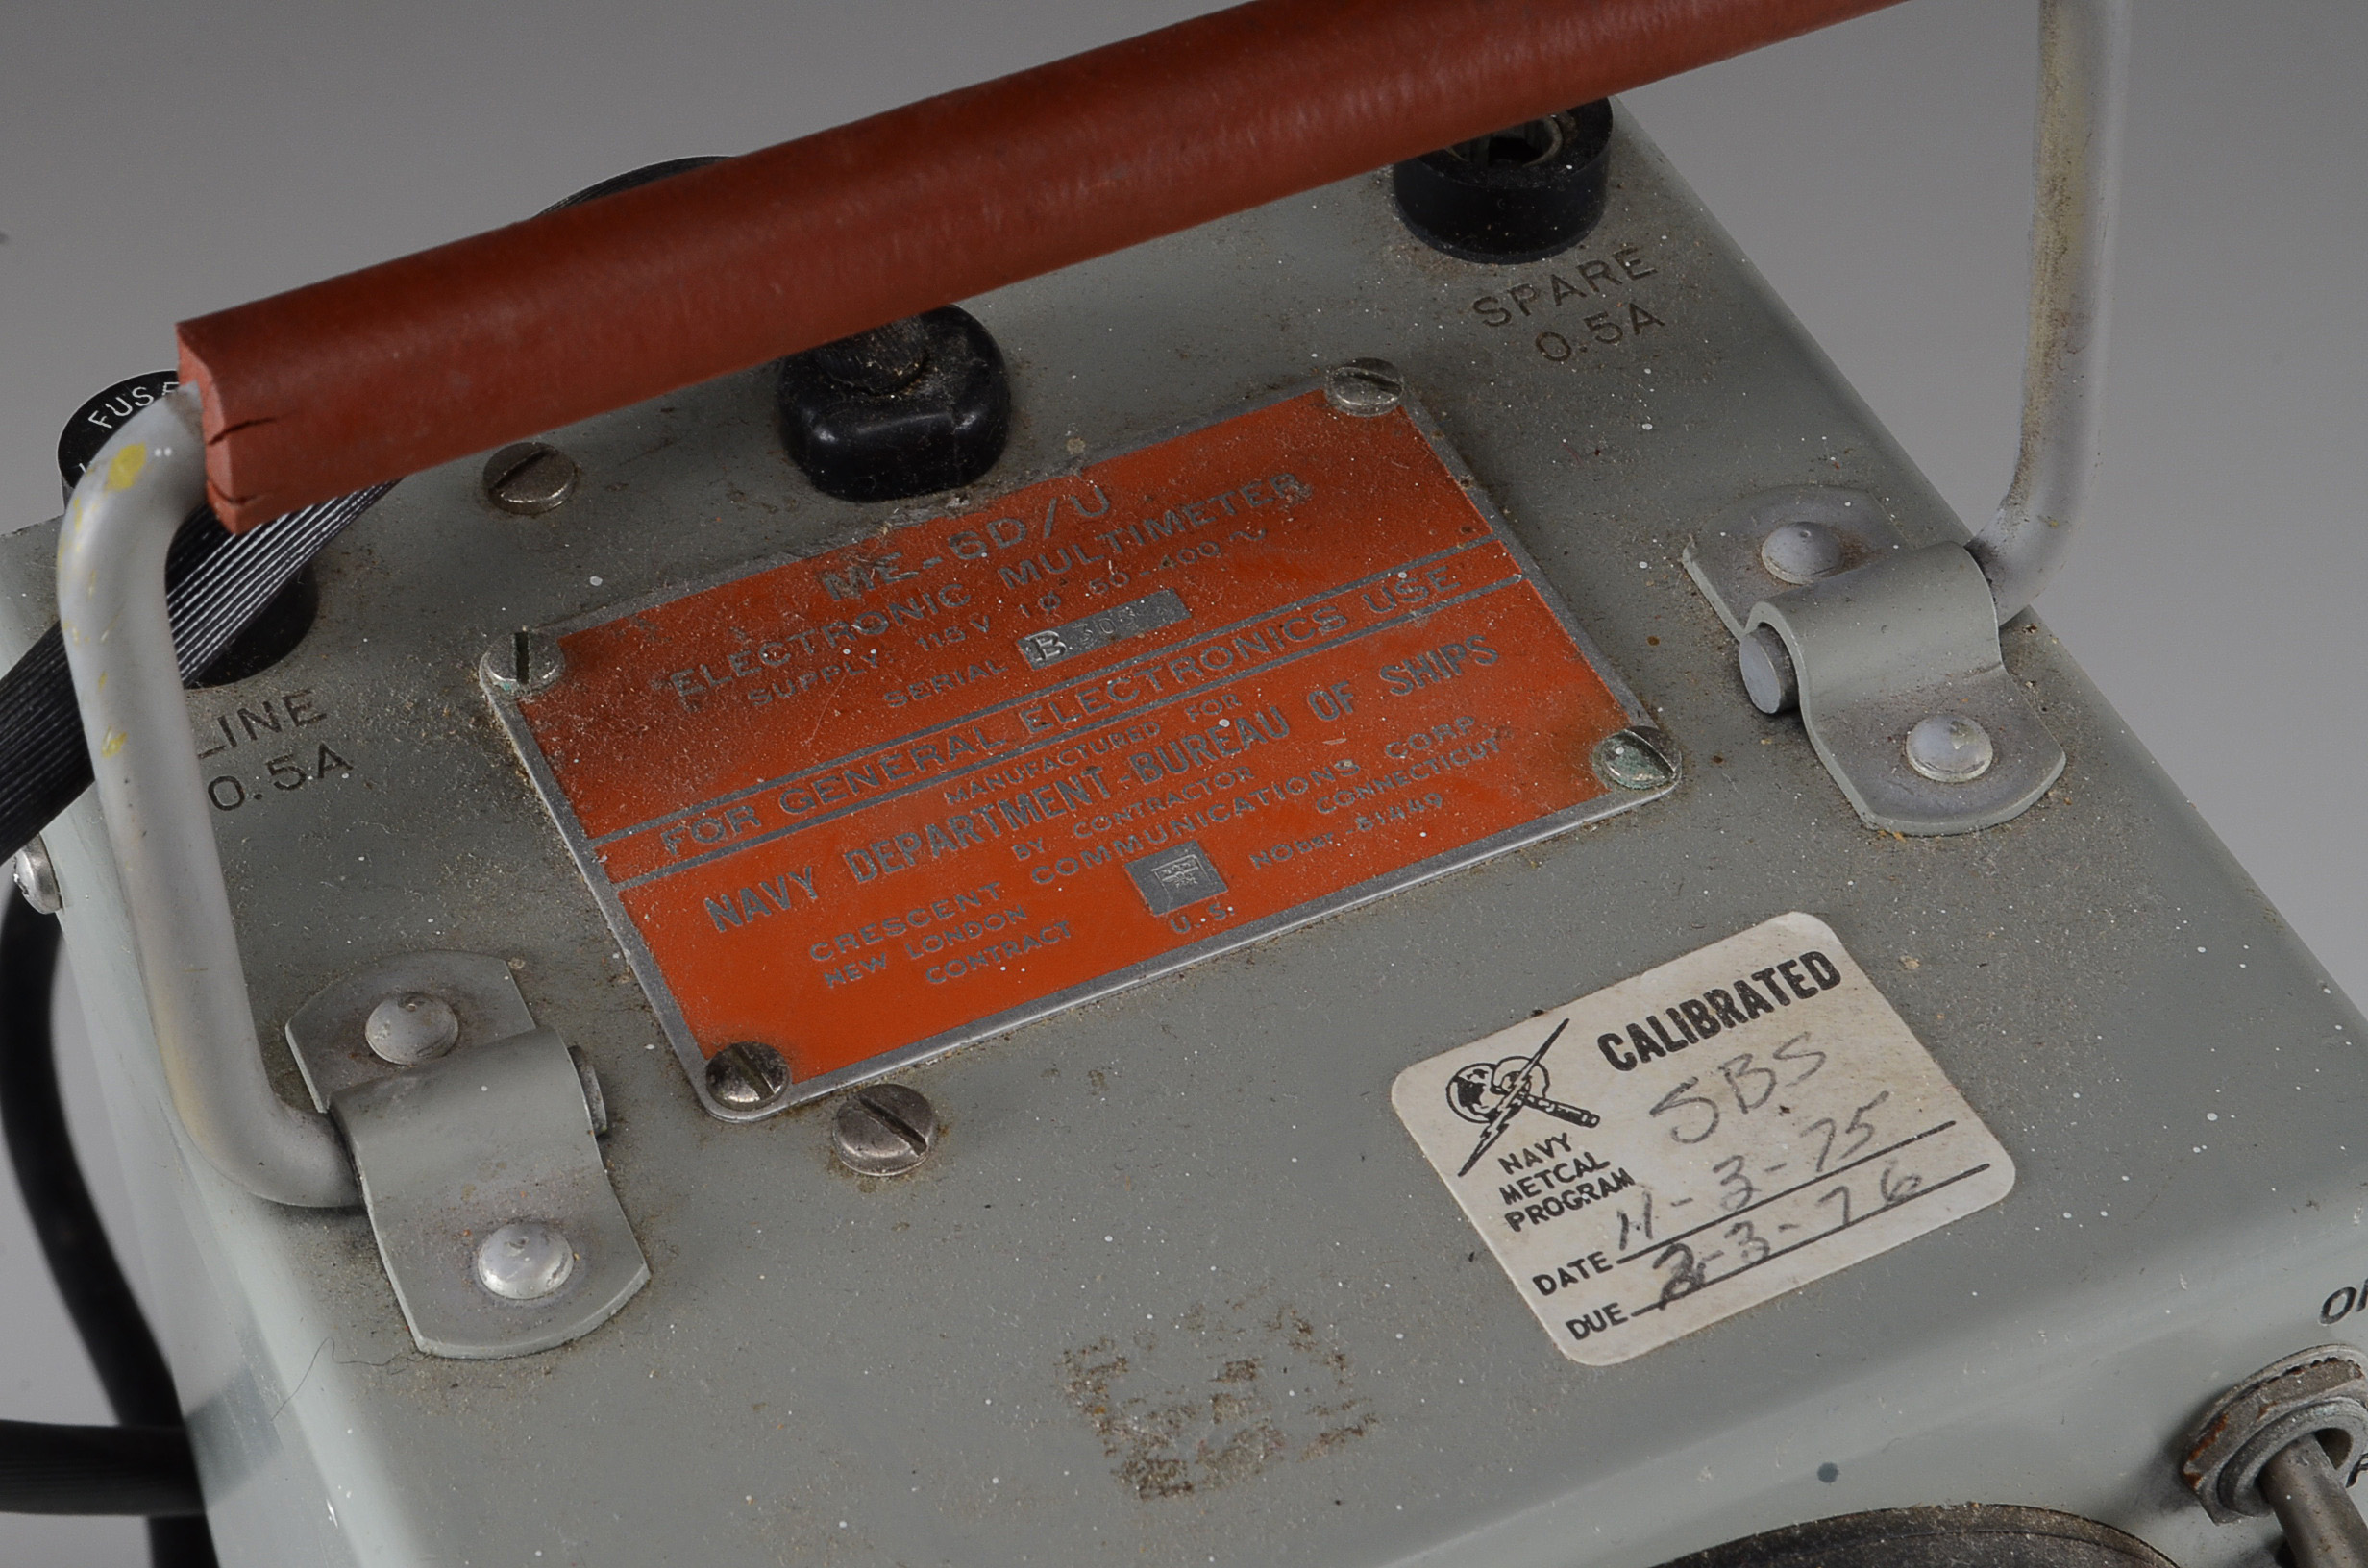 FUSE
SPARE
0.5A
LINE
0.5A
ME-6D/U
ELECTRONIC MULTIMETER
SUPPLY: 115V 1Ø 50-400~
SERIAL B
FOR GENERAL ELECTRONICS USE
MANUFACTURED FOR
NAVY DEPARTMENT-BUREAU OF SHIPS
BY CONTRACTOR
CRESCENT COMMUNICATIONS CORP.
NEW LONDON CONNECTICUT
CONTRACT
U.S.
CALIBRATED
SBS
NAVY
METCAL
PROGRAM
DATE 11-3-75
DUE 2-3-76